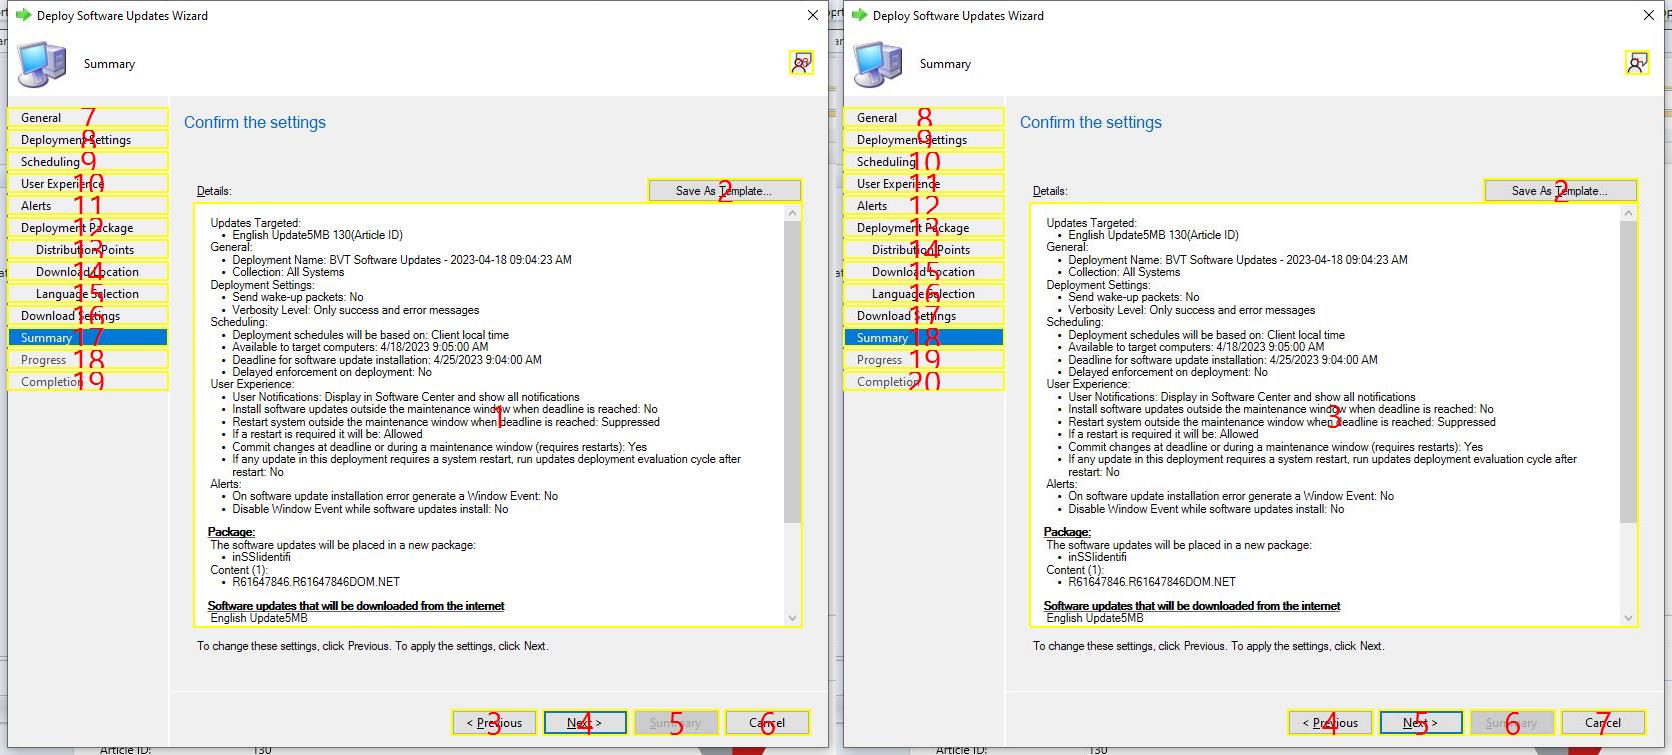 Deploy Software Updates Wizard
Summary
General 7
Deployment Settings 8
Scheduling 9
User Experience 10
Alerts 11
Deployment Package 12
Distribution Points 13
Download Location 14
Language Selection 15
Download Settings 16
Summary 17
Progress 18
Completion 19
Confirm the settings
Details:
Save As Template... 2
Updates Targeted:
• English Update5MB 130(Article ID)
General:
• Deployment Name: BVT Software Updates - 2023-04-18 09:04:23 AM
• Collection: All Systems
Deployment Settings:
• Send wake-up packets: No
• Verbosity Level: Only success and error messages
Scheduling:
• Deployment schedules will be based on: Client local time
• Available to target computers: 4/18/2023 9:05:00 AM
• Deadline for software update installation: 4/25/2023 9:04:00 AM
• Delayed enforcement on deployment: No
User Experience:
• User Notifications: Display in Software Center and show all notifications
• Install software updates outside the maintenance window when deadline is reached: No
1
• Restart system outside the maintenance window when deadline is reached: Suppressed
• If a restart is required it will be: Allowed
• Commit changes at deadline or during a maintenance window (requires restarts): Yes
• If any update in this deployment requires a system restart, run updates deployment evaluation cycle after
restart: No
Alerts:
• On software update installation error generate a Window Event: No
• Disable Window Event while software updates install: No
Package:
The software updates will be placed in a new package:
• inSSIidentifi
Content (1):
• R61647846.R61647846DOM.NET
Software updates that will be downloaded from the internet
English Update5MB
To change these settings, click Previous. To apply the settings, click Next.
< Previous 3
Next > 4
Summary 5
Cancel 6
Article ID: 130
Deploy Software Updates Wizard
Summary
General 8
Deployment Settings 9
Scheduling 10
User Experience 11
Alerts 12
Deployment Package 13
Distribution Points 14
Download Location 15
Language Selection 16
Download Settings 17
Summary 18
Progress 19
Completion 20
Confirm the settings
Details:
Save As Template... 2
Updates Targeted:
• English Update5MB 130(Article ID)
General:
• Deployment Name: BVT Software Updates - 2023-04-18 09:04:23 AM
• Collection: All Systems
Deployment Settings:
• Send wake-up packets: No
• Verbosity Level: Only success and error messages
Scheduling:
• Deployment schedules will be based on: Client local time
• Available to target computers: 4/18/2023 9:05:00 AM
• Deadline for software update installation: 4/25/2023 9:04:00 AM
• Delayed enforcement on deployment: No
User Experience:
• User Notifications: Display in Software Center and show all notifications
• Install software updates outside the maintenance window when deadline is reached: No
3
• Restart system outside the maintenance window when deadline is reached: Suppressed
• If a restart is required it will be: Allowed
• Commit changes at deadline or during a maintenance window (requires restarts): Yes
• If any update in this deployment requires a system restart, run updates deployment evaluation cycle after
restart: No
Alerts:
• On software update installation error generate a Window Event: No
• Disable Window Event while software updates install: No
Package:
The software updates will be placed in a new package:
• inSSIidentifi
Content (1):
• R61647846.R61647846DOM.NET
Software updates that will be downloaded from the internet
English Update5MB
To change these settings, click Previous. To apply the settings, click Next.
< Previous 4
Next > 5
Summary 6
Cancel 7
Article ID: 130